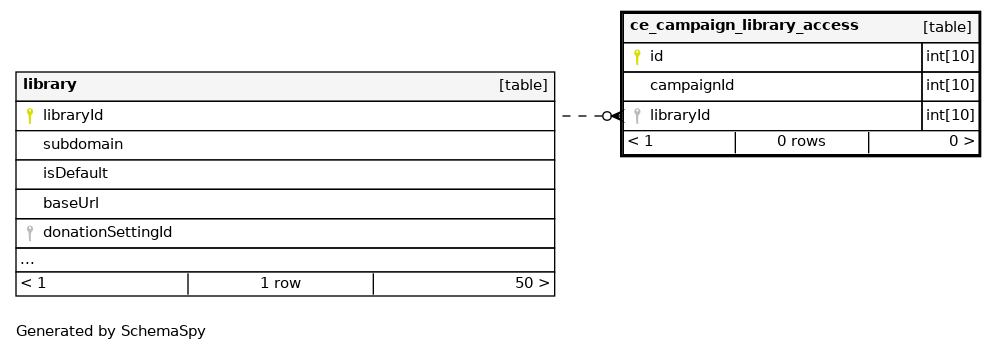 ce_campaign_library_access [table]
id int[10]
campaignId int[10]
libraryId int[10]
< 1 0 rows 0 >
library [table]
libraryId
subdomain
isDefault
baseUrl
donationSettingId
...
< 1 1 row 50 >
Generated by SchemaSpy